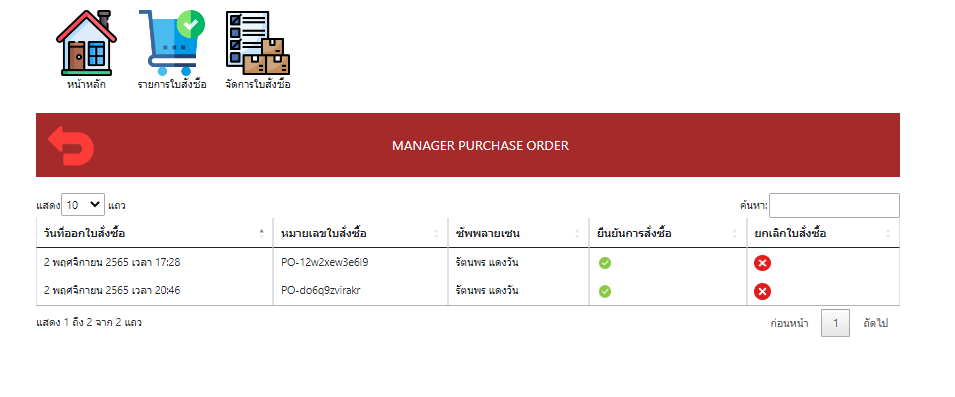 หน้าหลัก รายการใบสั่งซื้อ จัดการใบสั่งซื้อ
MANAGER PURCHASE ORDER
แสดง 10 แถว ค้นหา:
วันที่ออกใบสั่งซื้อ หมายเลขใบสั่งซื้อ ซัพพลายเซน ยืนยันการสั่งซื้อ ยกเลิกใบสั่งซื้อ
2 พฤศจิกายน 2565 เวลา 17:28 PO-12w2xew3e6l9 รัตนพร แดงวัน
2 พฤศจิกายน 2565 เวลา 20:46 PO-do6q9zvirakr รัตนพร แดงวัน
แสดง 1 ถึง 2 จาก 2 แถว ก่อนหน้า 1 ถัดไป